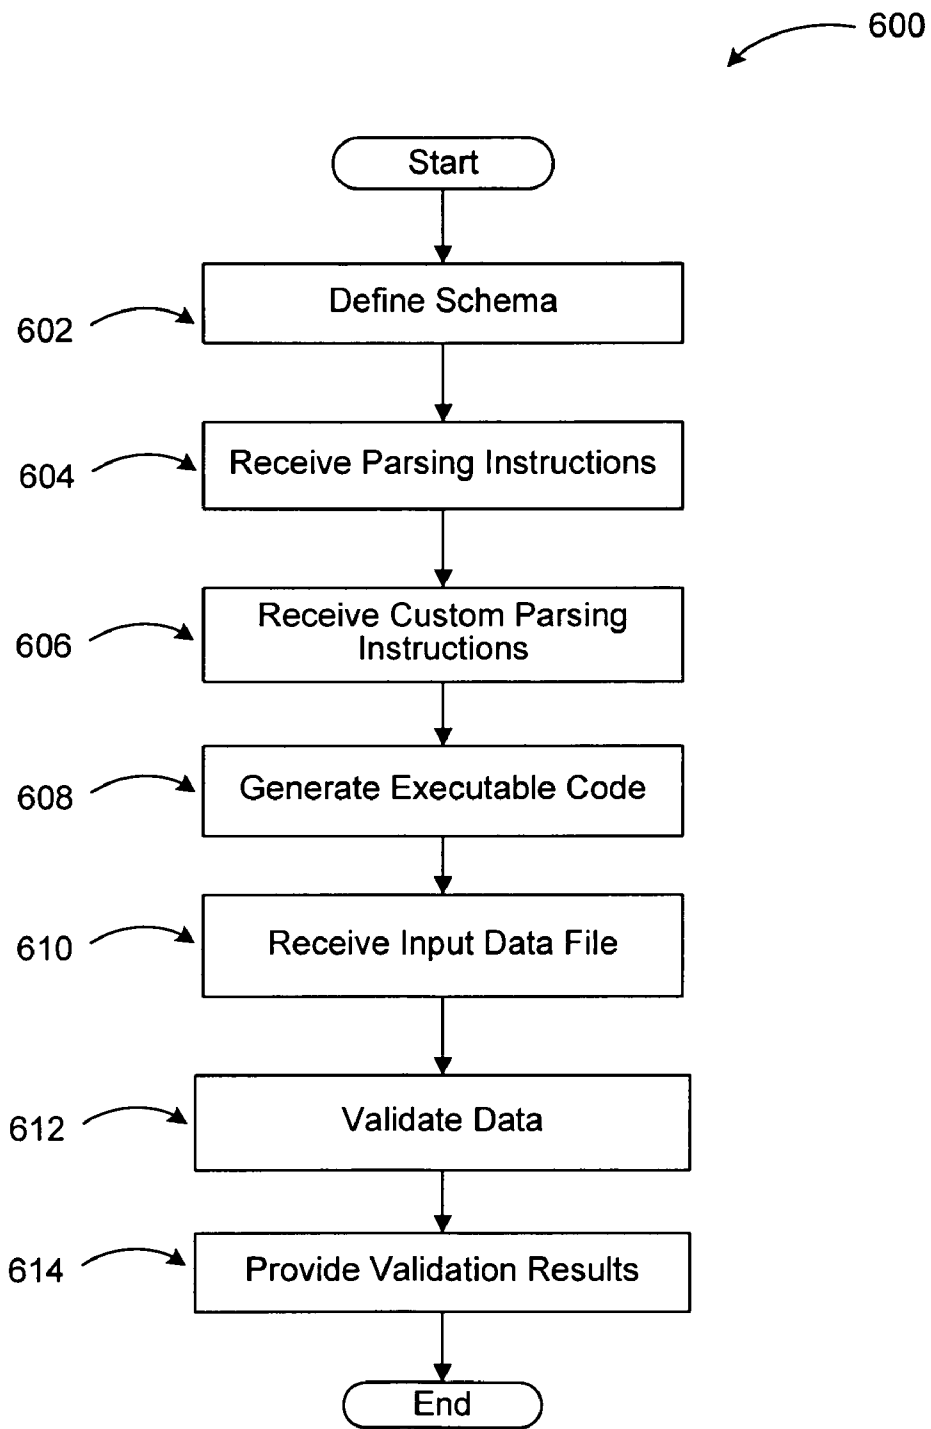 600
Start
Define Schema
602
Receive Parsing Instructions
604
Receive Custom Parsing
Instructions
606
Generate Executable Code
608
Receive Input Data File
610
Validate Data
612
Provide Validation Results
614
End